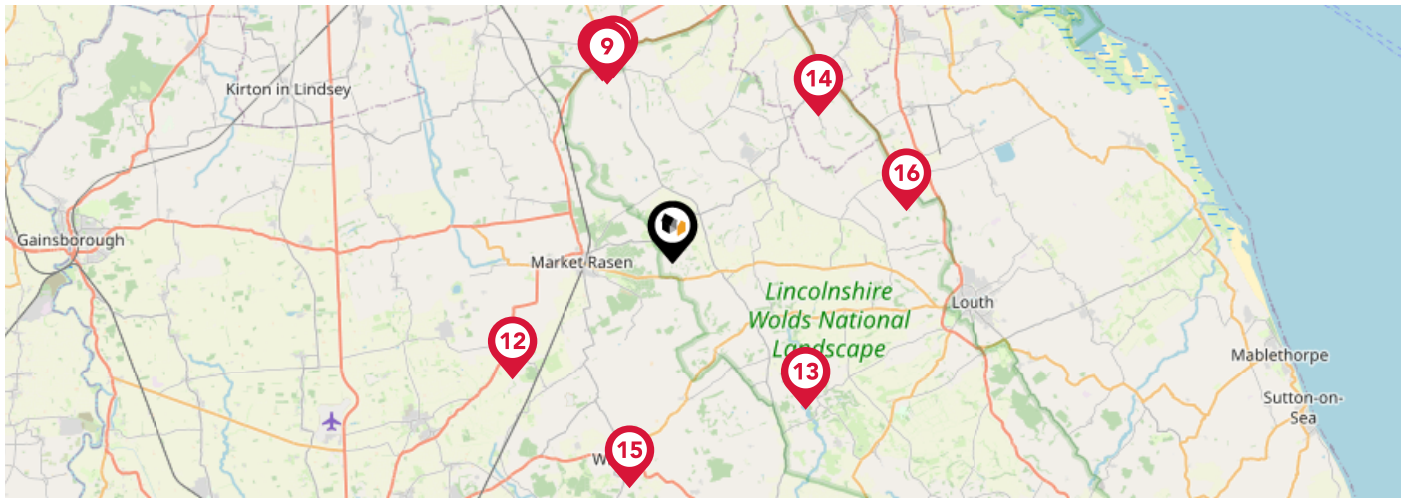 9
14
Kirton in Lindsey
16
Gainsborough
Market Rasen
Lincolnshire
Wolds National
Landscape
Louth
12
13
Mablethorpe
Sutton-on-
Sea
15
W